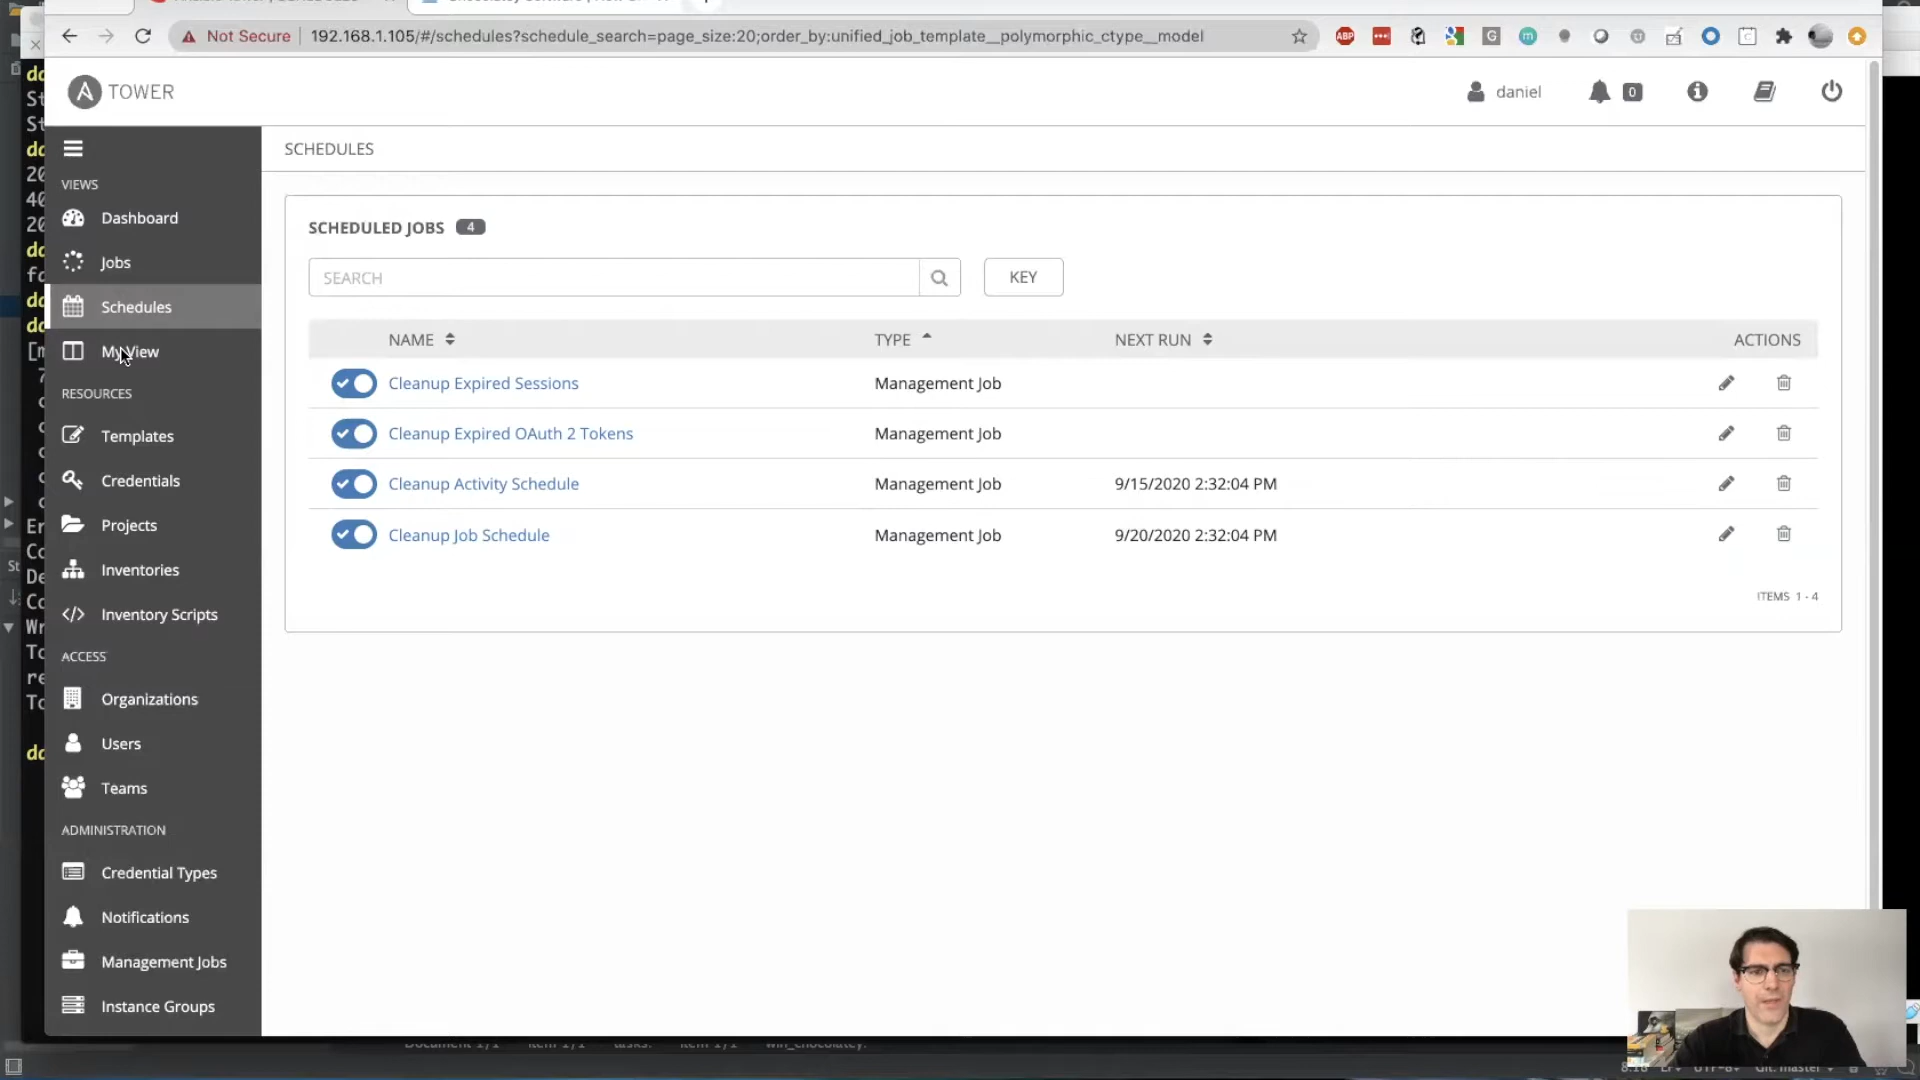 Not Secure 192.168.1.105/#/schedules?schedule_search=page_size:20;order_by:unified_job_template__polymorphic_ctype__model
ABP
G
m
A TOWER
daniel
0
VIEWS
Dashboard
Jobs
Schedules
My View
RESOURCES
Templates
Credentials
Projects
Inventories
Inventory Scripts
ACCESS
Organizations
Users
Teams
ADMINISTRATION
Credential Types
Notifications
Management Jobs
Instance Groups
SCHEDULES
SCHEDULED JOBS 4
SEARCH
KEY
NAME TYPE NEXT RUN ACTIONS
Cleanup Expired Sessions Management Job
Cleanup Expired OAuth 2 Tokens Management Job
Cleanup Activity Schedule Management Job 9/15/2020 2:32:04 PM
Cleanup Job Schedule Management Job 9/20/2020 2:32:04 PM
ITEMS 1 - 4